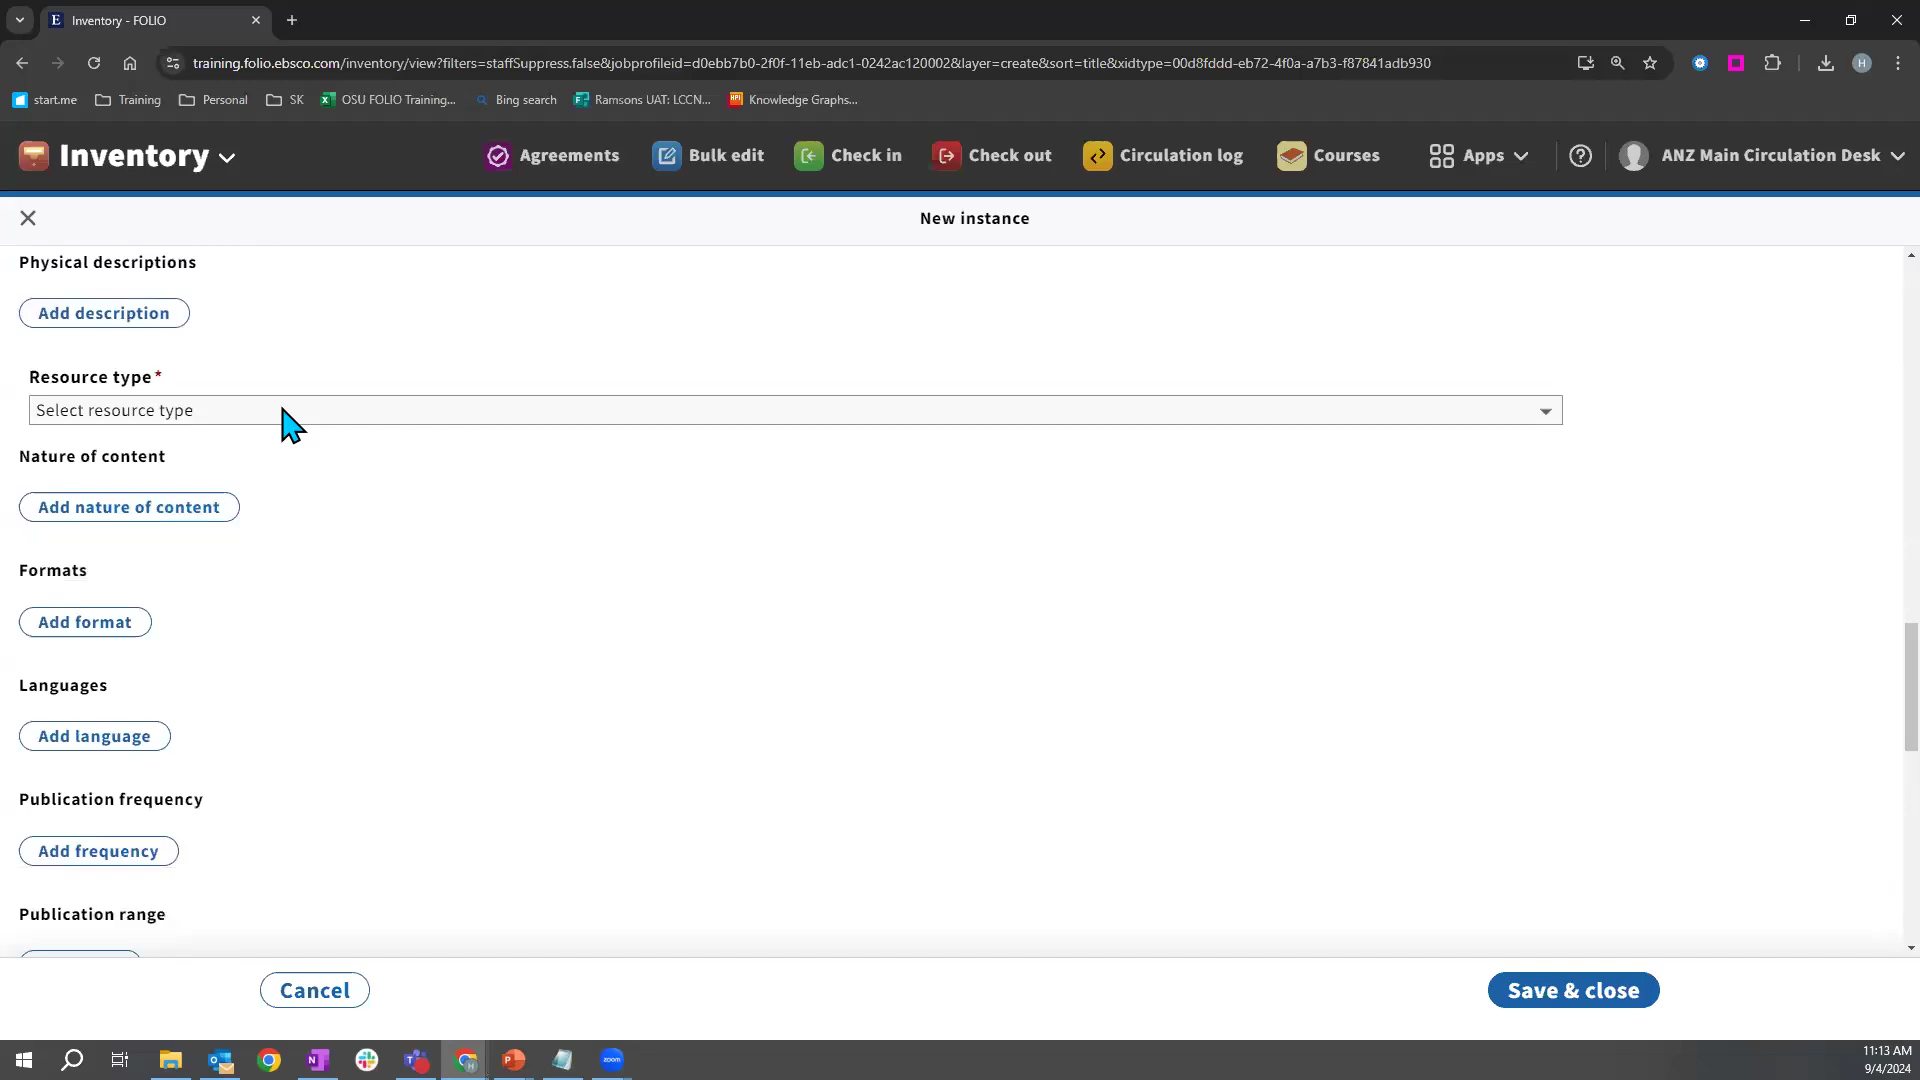 Inventory - FOLIO
training.folio.ebsco.com/inventory/view?filters=staffSuppress.false&jobprofileid=d0ebb7b0-2f0f-11eb-adc1-0242ac120002&layer=create&sort=title&xidtype=00d8fddd-eb72-4f0a-a7b3-f87841adb930
start.me
Training
Personal
SK
OSU FOLIO Training...
Bing search
Ramsons UAT: LCCN...
Knowledge Graphs...
Inventory
Agreements
Bulk edit
Check in
Check out
Circulation log
Courses
Apps
ANZ Main Circulation Desk
New instance
Physical descriptions
Add description
Resource type*
Select resource type
Nature of content
Add nature of content
Formats
Add format
Languages
Add language
Publication frequency
Add frequency
Publication range
Cancel
Save & close
11:13 AM
9/4/2024